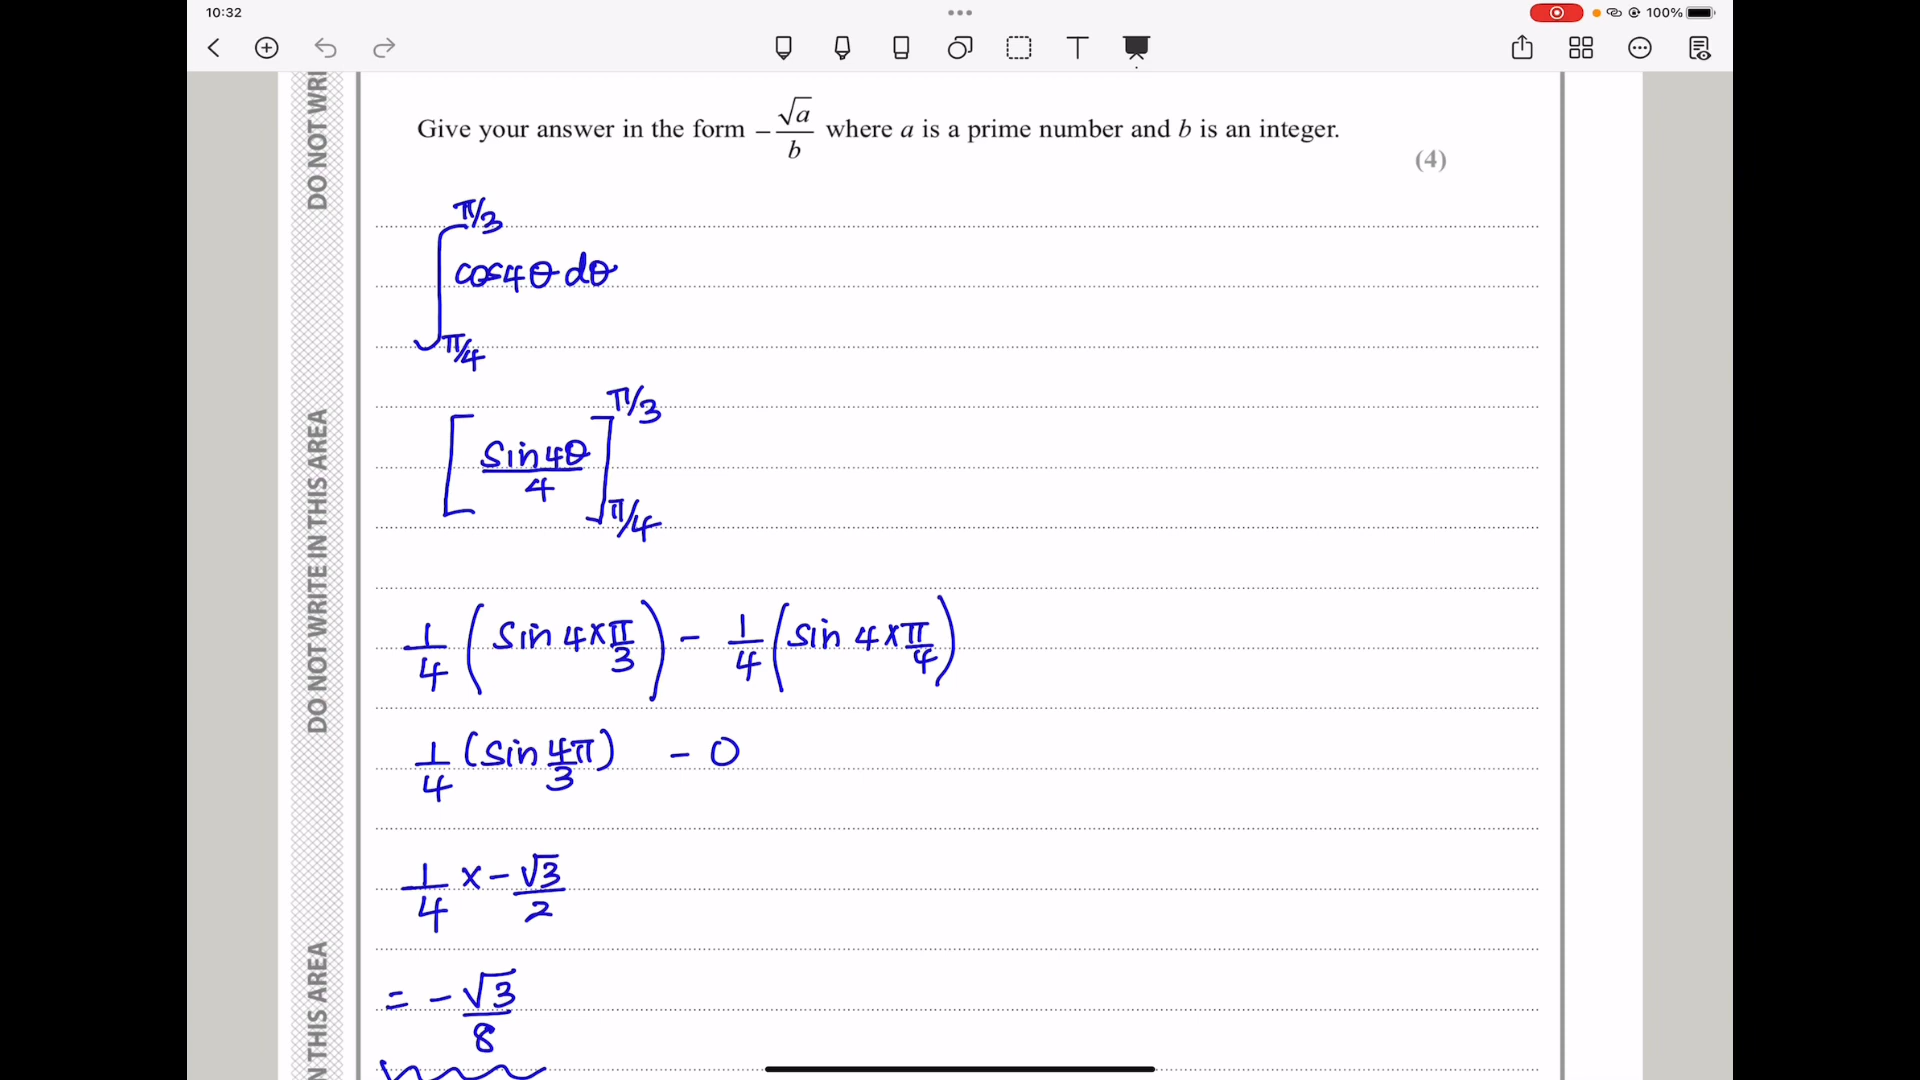 10:32
100%
DO NOT WRI
Give your answer in the form −√a/b where a is a prime number and b is an integer.
(4)
π/3
cos4θ dθ
π/4
π/3
[sin4θ/4]
π/4
DO NOT WRITE IN THIS AREA
1/4 (sin 4×π/3) − 1/4 (sin 4×π/4)
1/4 (sin 4π/3) − 0
1/4 × −√3/2
= −√3/8
N THIS AREA